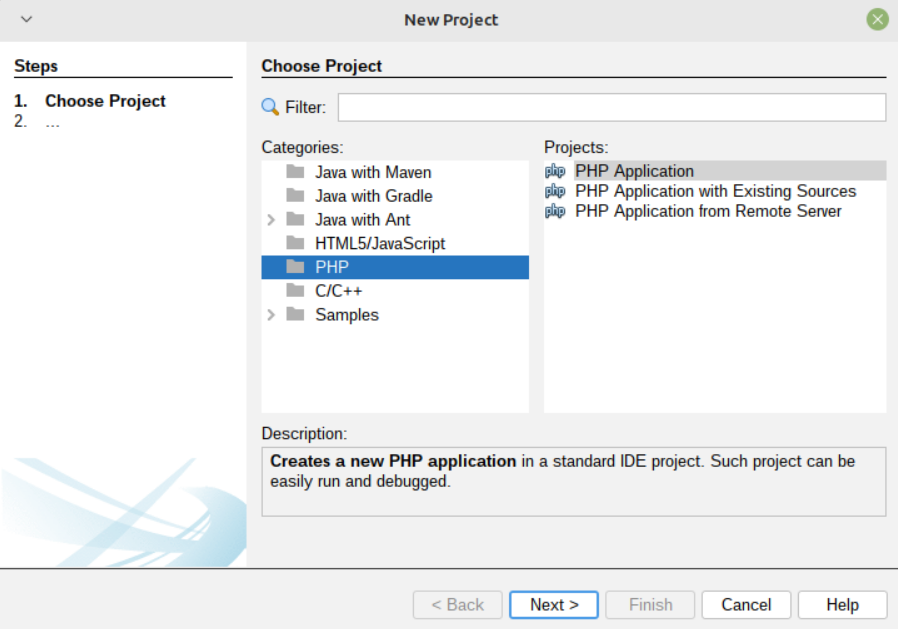 New Project
Steps
1. Choose Project
2. ...
Choose Project
Filter:
Categories:
Java with Maven
Java with Gradle
Java with Ant
HTML5/JavaScript
PHP
C/C++
Samples
Projects:
php PHP Application
php PHP Application with Existing Sources
php PHP Application from Remote Server
Description:
Creates a new PHP application in a standard IDE project. Such project can be
easily run and debugged.
< Back
Next >
Finish
Cancel
Help